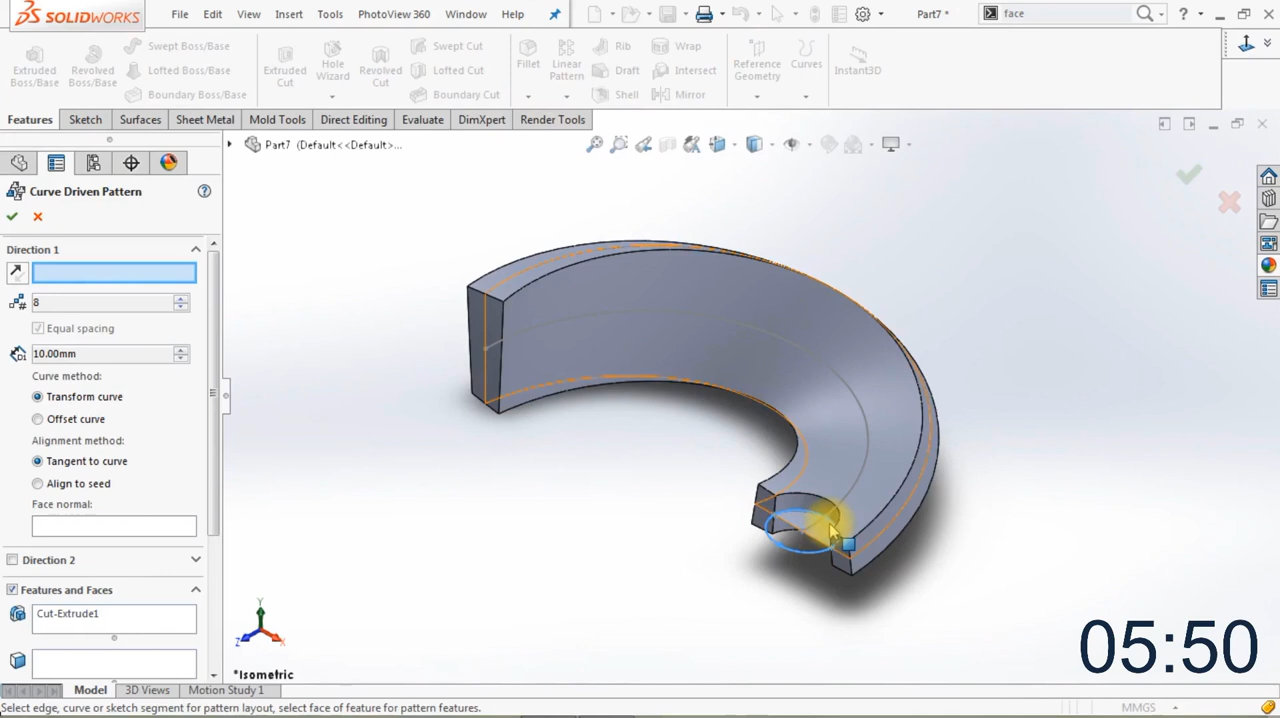 SOLIDWORKS
File Edit View Insert Tools PhotoView 360 Window Help
Part7 *
face
?
Extruded Boss/Base
Revolved Boss/Base
Swept Boss/Base
Lofted Boss/Base
Boundary Boss/Base
Extruded Cut
Hole Wizard
Revolved Cut
Swept Cut
Lofted Cut
Boundary Cut
Fillet
Linear Pattern
Rib
Draft
Shell
Wrap
Intersect
Mirror
Reference Geometry
Curves
Instant3D
Features Sketch Surfaces Sheet Metal Mold Tools Direct Editing Evaluate DimXpert Render Tools
Part7 (Default<<Default>...
Curve Driven Pattern
?
Direction 1
8
Equal spacing
10.00mm
Curve method:
Transform curve
Offset curve
Alignment method:
Tangent to curve
Align to seed
Face normal:
Direction 2
Features and Faces
Cut-Extrude1
Y
Z
X
*Isometric
05:50
Model 3D Views Motion Study 1
Select edge, curve or sketch segment for pattern layout, select face of feature for pattern features.
MMGS